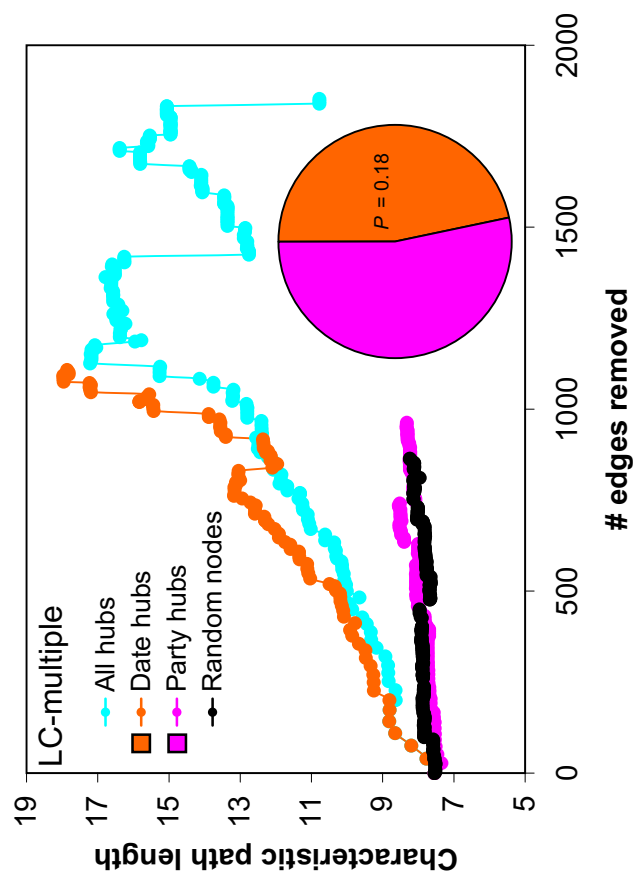 LC-multiple
All hubs
Date hubs
Party hubs
Random nodes
P = 0.18
Characteristic path length
19
17
15
13
11
9
7
5
0
500
1000
1500
2000
# edges removed